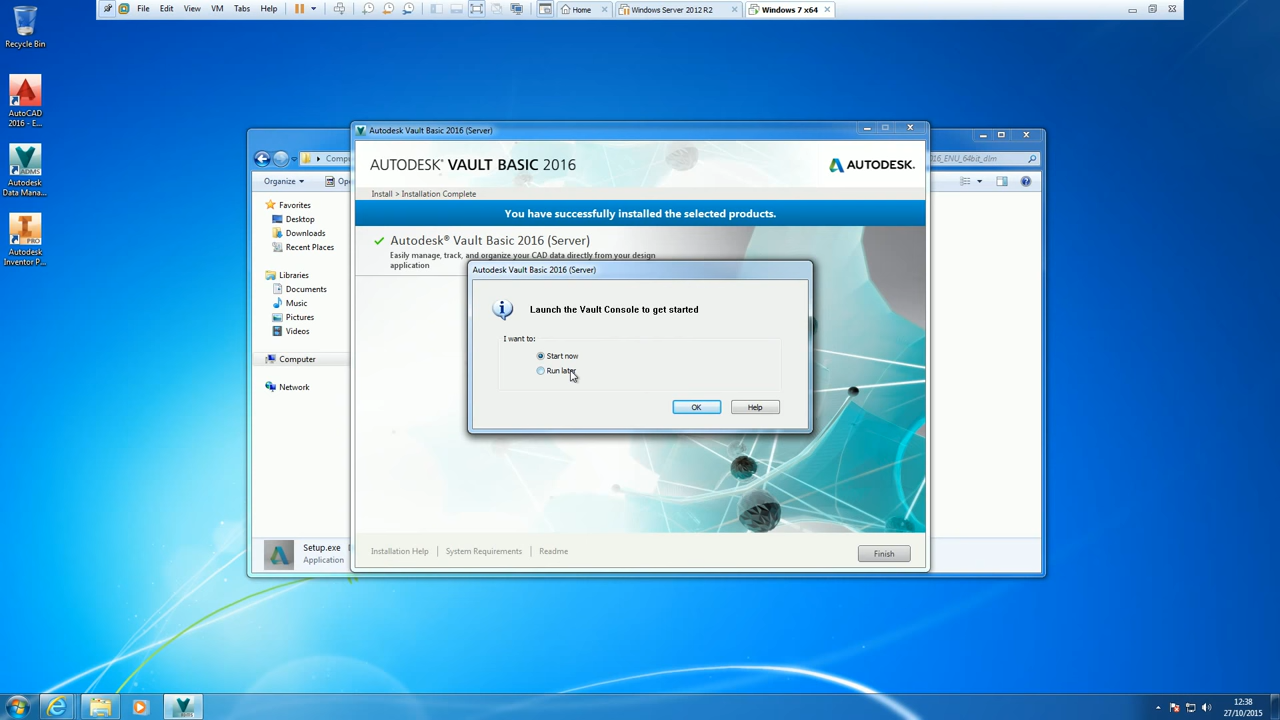 File Edit View VM Tabs Help
Home
Windows Server 2012 R2
Windows 7 x64
Recycle Bin
AutoCAD
2016 - E...
Autodesk
Data Mana...
Autodesk
Inventor P...
Autodesk Vault Basic 2016 (Server)
Compu
16_ENU_64bit_dlm
Organize
Ope
AUTODESK® VAULT BASIC 2016
AUTODESK.
Install > Installation Complete
You have successfully installed the selected products.
Autodesk® Vault Basic 2016 (Server)
Easily manage, track, and organize your CAD data directly from your design
application
Favorites
Desktop
Downloads
Recent Places
Libraries
Documents
Music
Pictures
Videos
Computer
Network
Autodesk Vault Basic 2016 (Server)
Launch the Vault Console to get started
I want to:
Start now
Run later
OK
Help
Setup.exe
Application
Installation Help | System Requirements | Readme
Finish
ADMS
PRO
12:38
27/10/2015